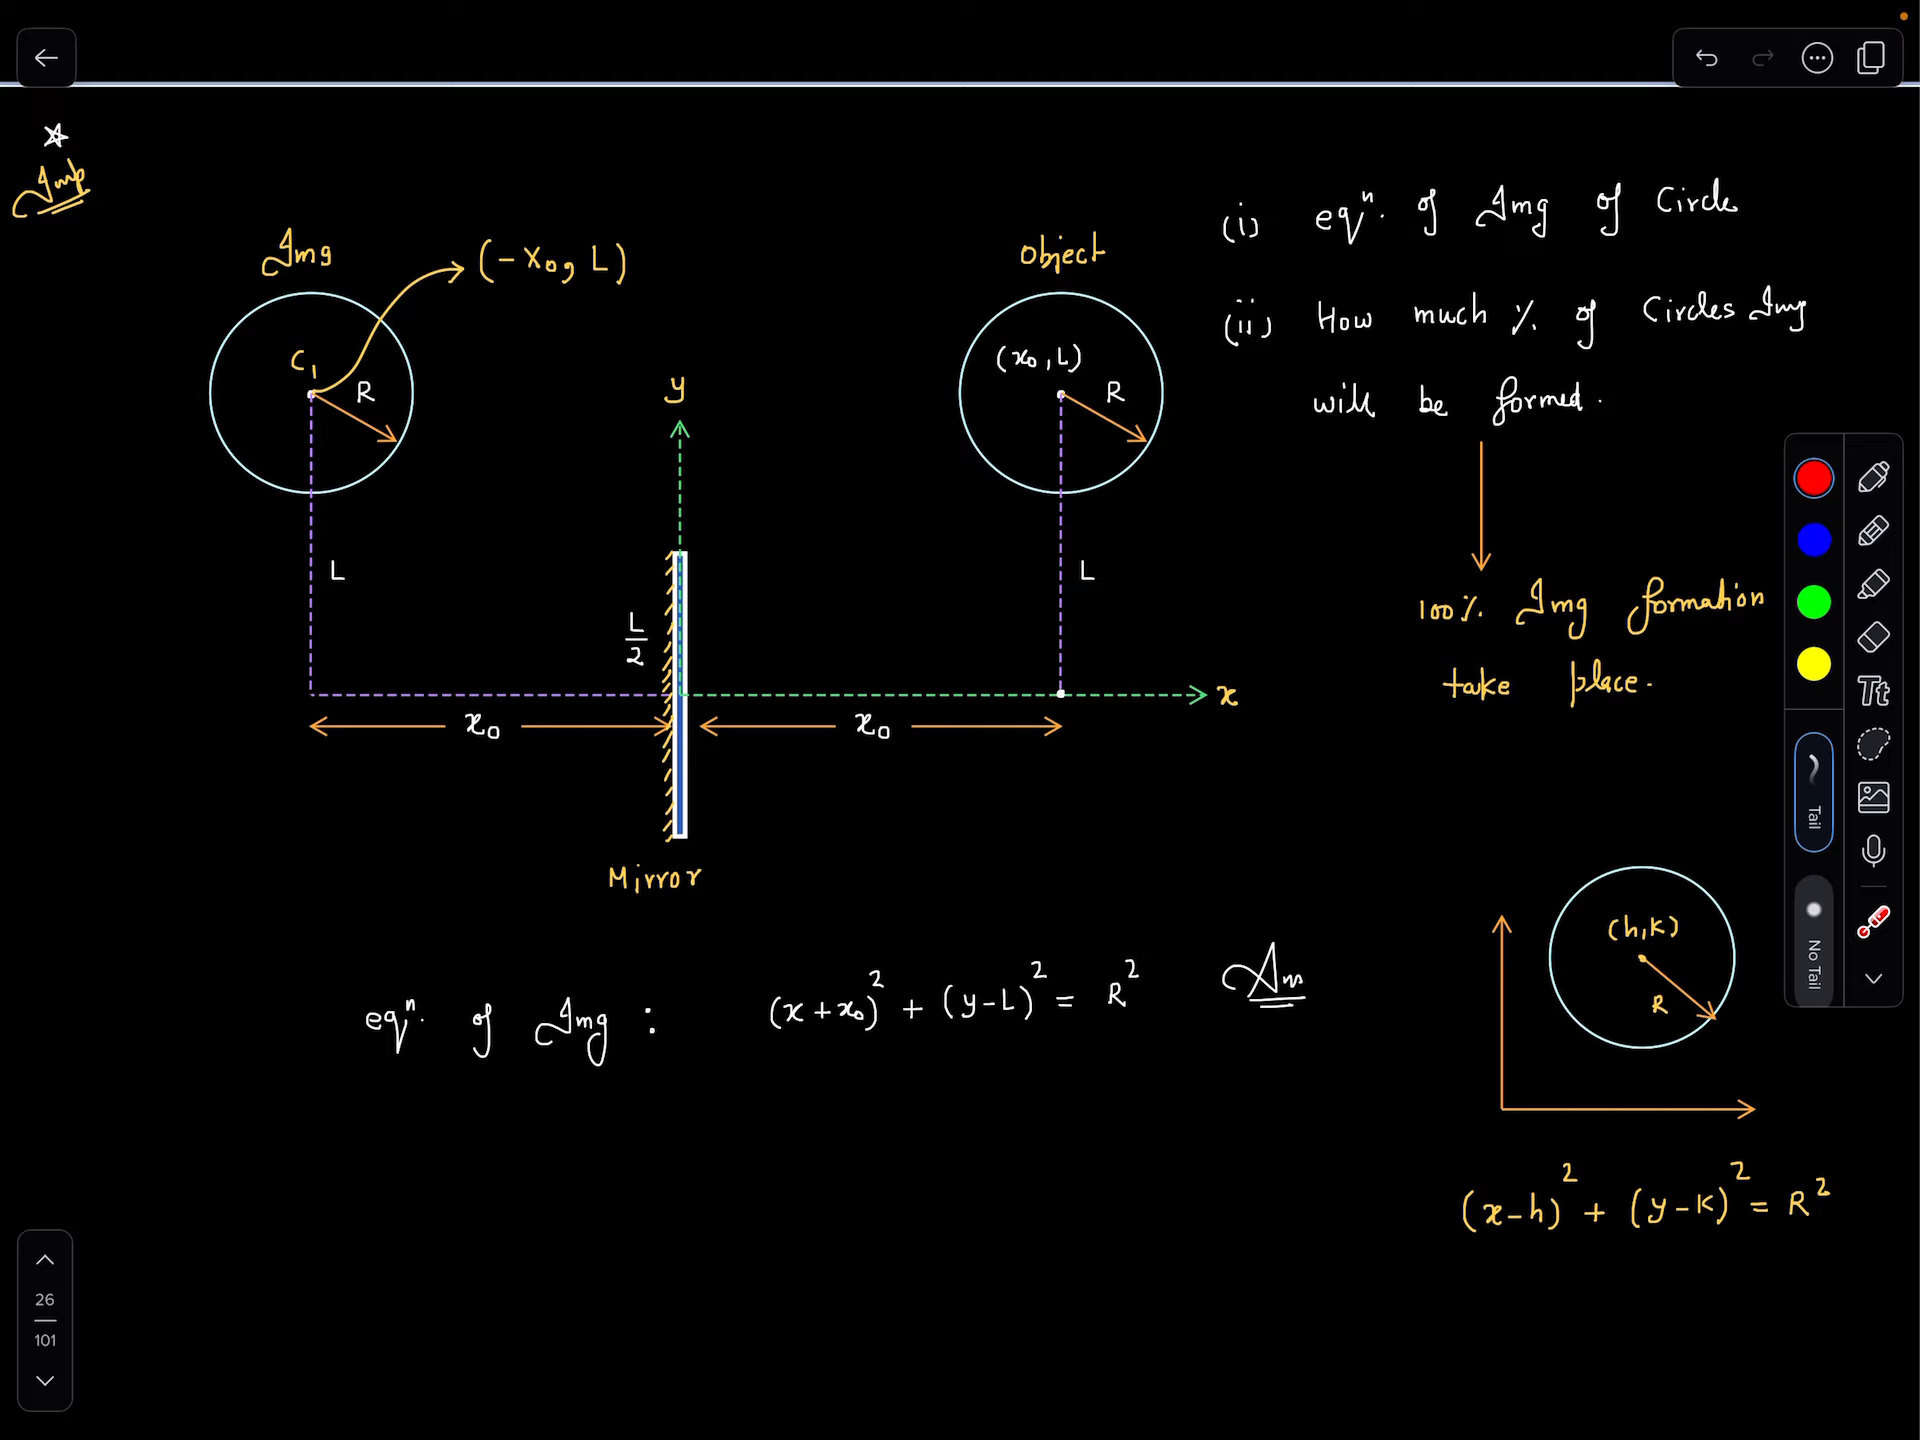 Imp
Img
(-x₀, L)
Object
(i) eqⁿ. of Img of Circle
(ii) How much % of Circles Img
will be formed.
C₁
R
(x₀, L)
R
y
L
L
L/2
100% Img formation
take place.
x
x₀
x₀
Mirror
eqⁿ. of Img : (x+x₀)² + (y-L)² = R² Ans
(h,k)
R
(x-h)² + (y-k)² = R²
Tt
Tail
No Tail
26
101